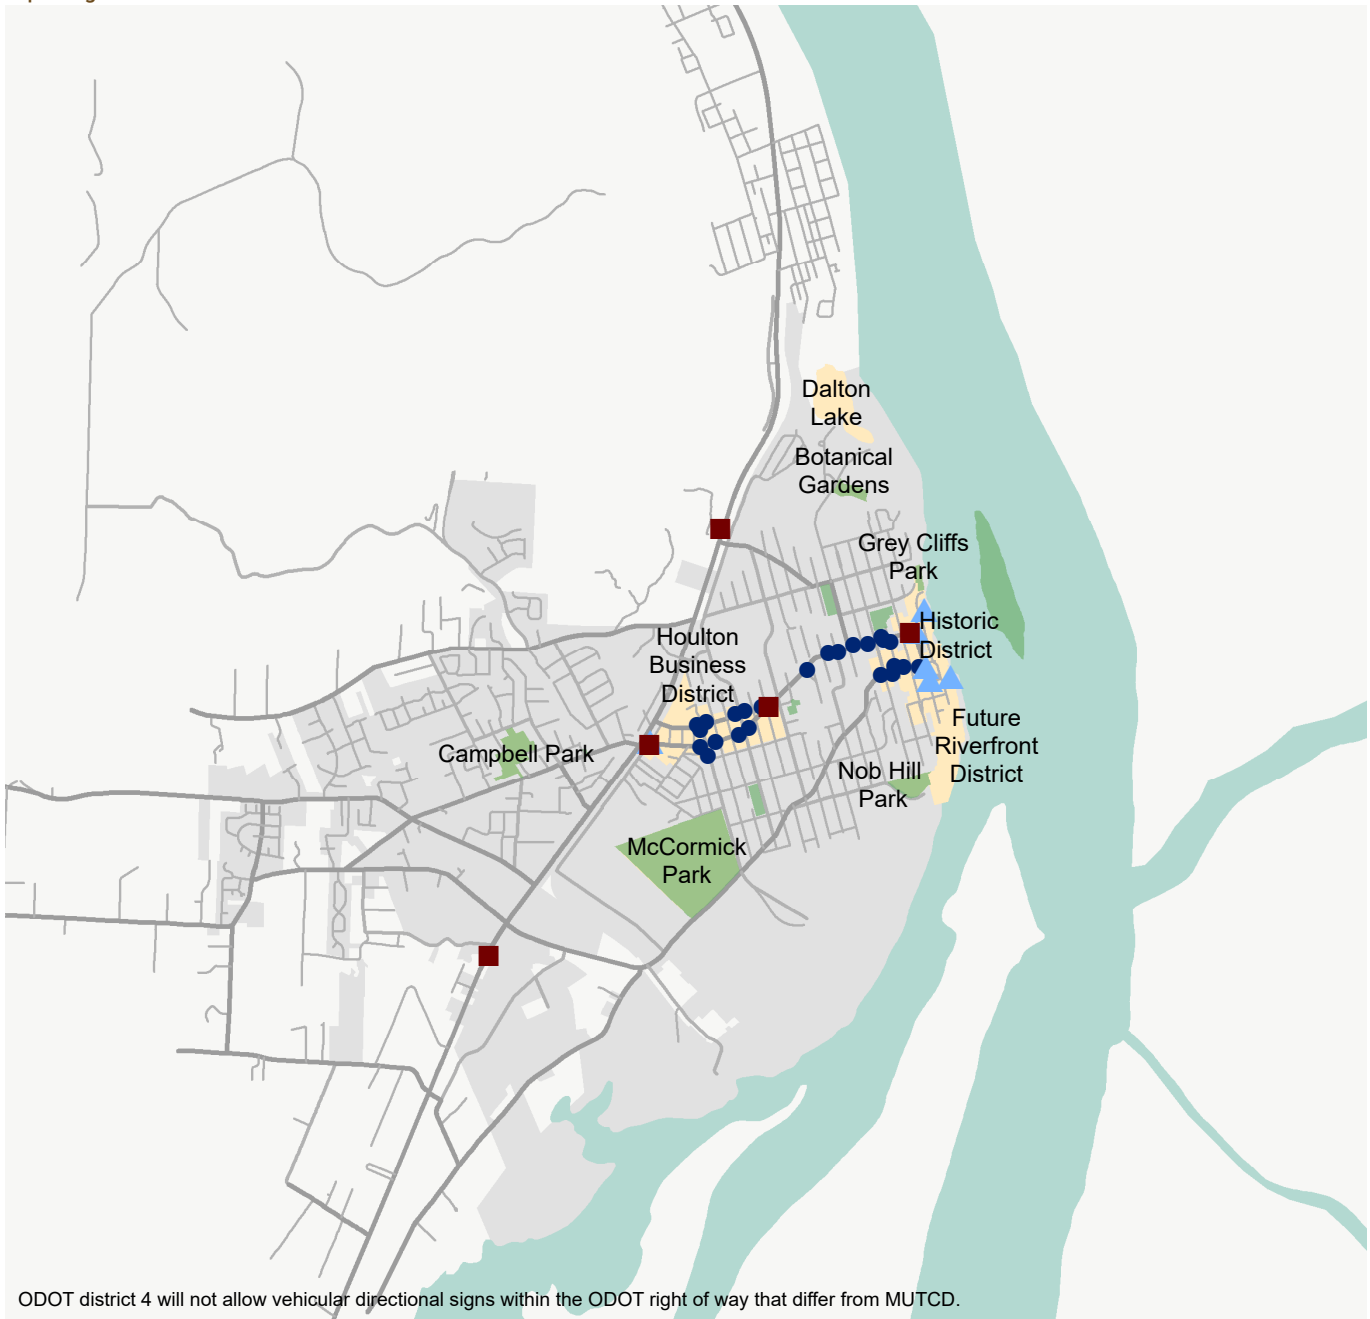 Dalton
Lake
Botanical
Gardens
Grey Cliffs
Park
Historic
District
Houlton
Business
District
Future
Riverfront
District
Campbell Park
Nob Hill
Park
McCormick
Park
ODOT district 4 will not allow vehicular directional signs within the ODOT right of way that differ from MUTCD.